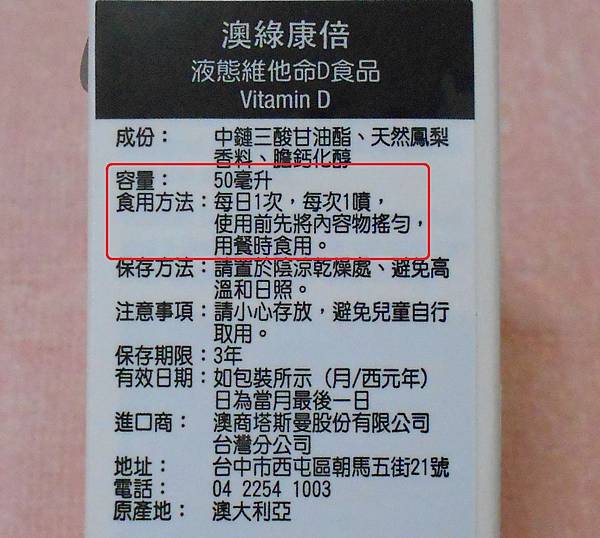 澳綠康倍
液態維他命D食品
Vitamin D
成份： 中鏈三酸甘油酯、天然鳳梨
香料、膽鈣化醇
容量： 50毫升
食用方法：每日1次，每次1噴，
使用前先將內容物搖勻，
用餐時食用。
保存方法：請置於陰涼乾燥處、避免高
溫和日照。
注意事項：請小心存放，避免兒童自行
取用。
保存期限：3年
有效日期：如包裝所示（月/西元年）
日為當月最後一日
進口商： 澳商塔斯曼股份有限公司
台灣分公司
地址： 台中市西屯區朝馬五街21號
電話： 04 2254 1003
原產地： 澳大利亞